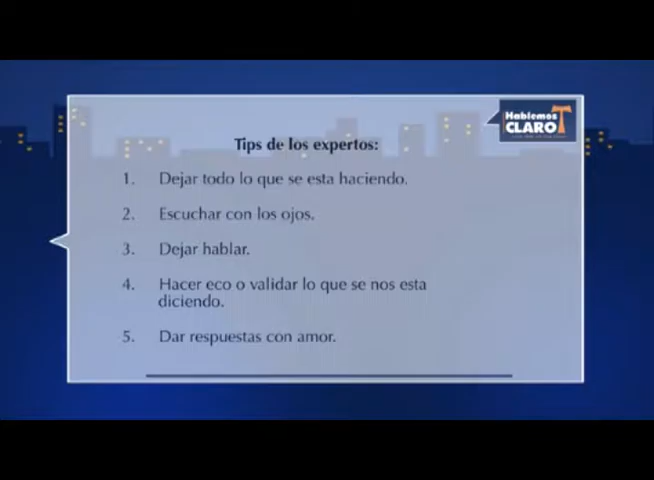 Hablemos
CLARO
Tips de los expertos:
1. Dejar todo lo que se esta haciendo.
2. Escuchar con los ojos.
3. Dejar hablar.
4. Hacer eco o validar lo que se nos esta
diciendo.
5. Dar respuestas con amor.